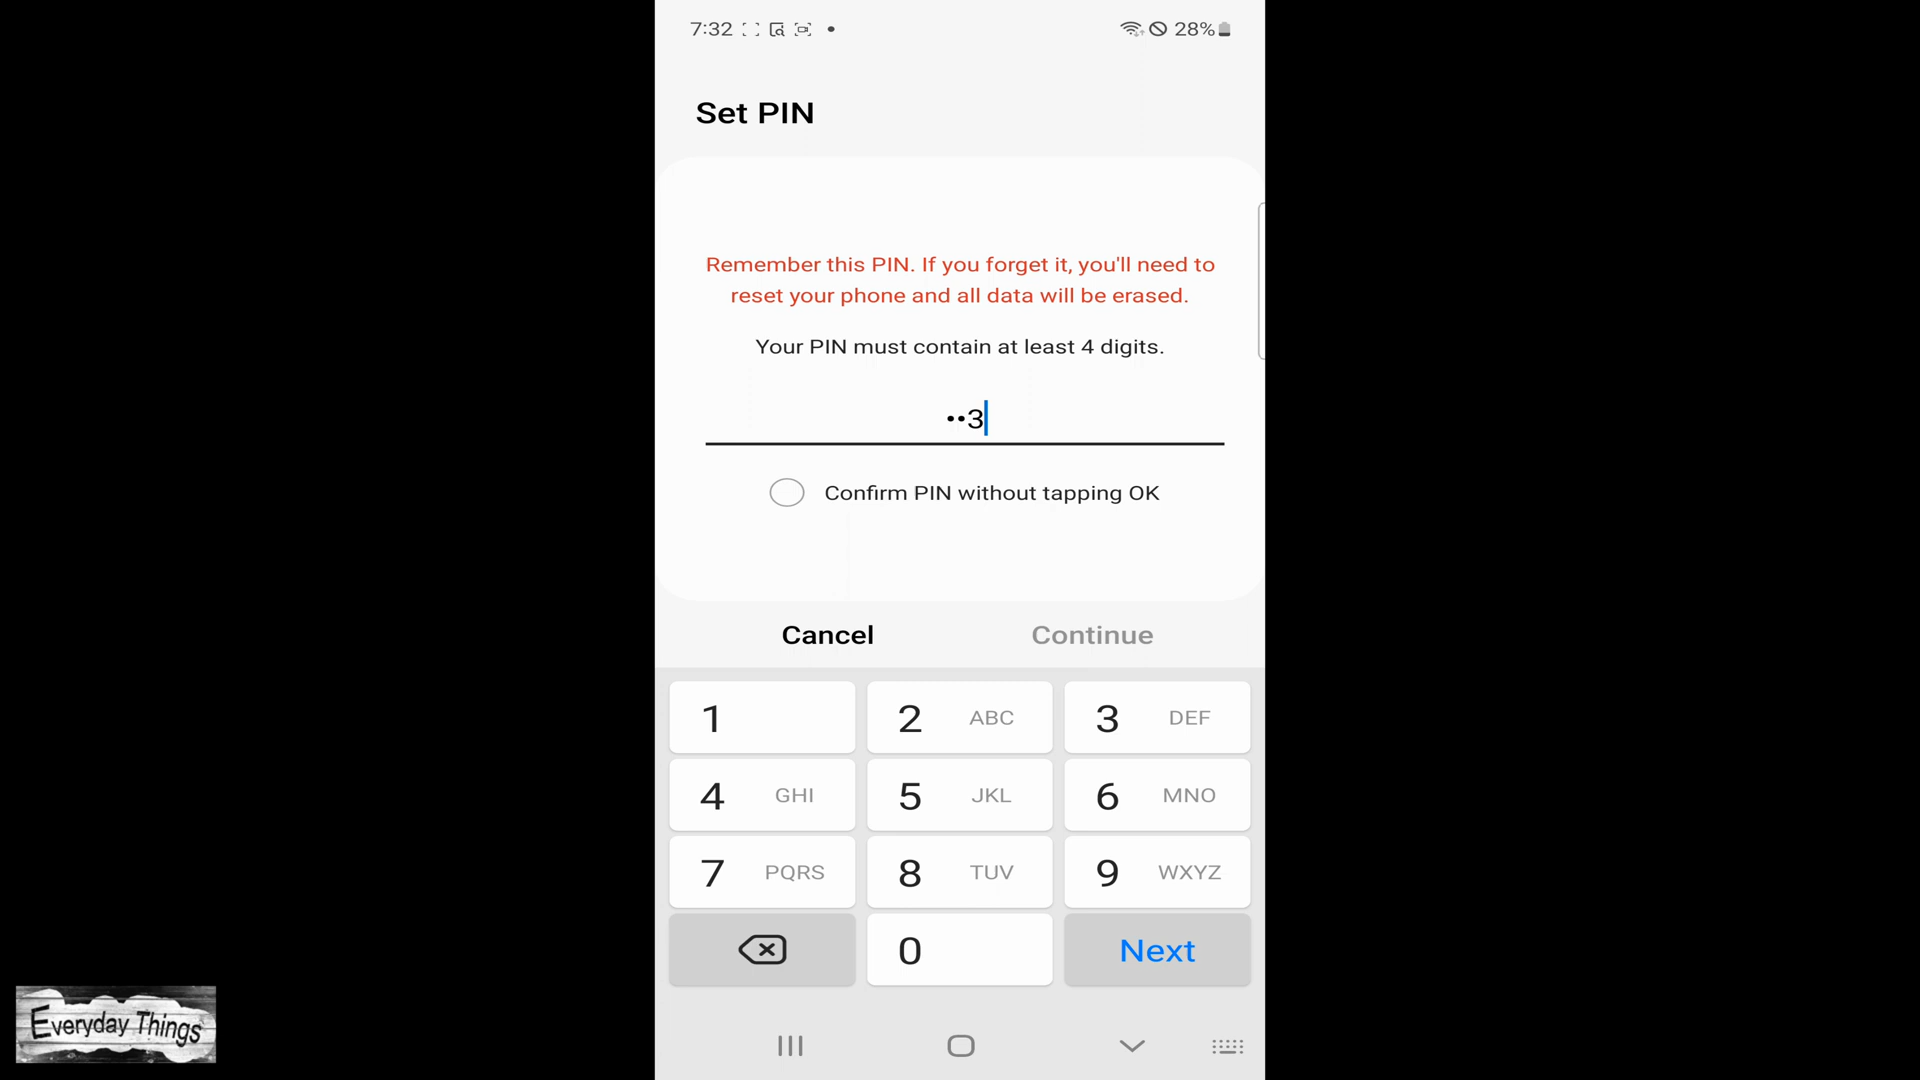 7:32 28%
Set PIN
Remember this PIN. If you forget it, you'll need to
reset your phone and all data will be erased.
Your PIN must contain at least 4 digits.
••3
Confirm PIN without tapping OK
Cancel Continue
1 2 ABC 3 DEF
4 GHI 5 JKL 6 MNO
7 PQRS 8 TUV 9 WXYZ
0 Next
Everyday Things